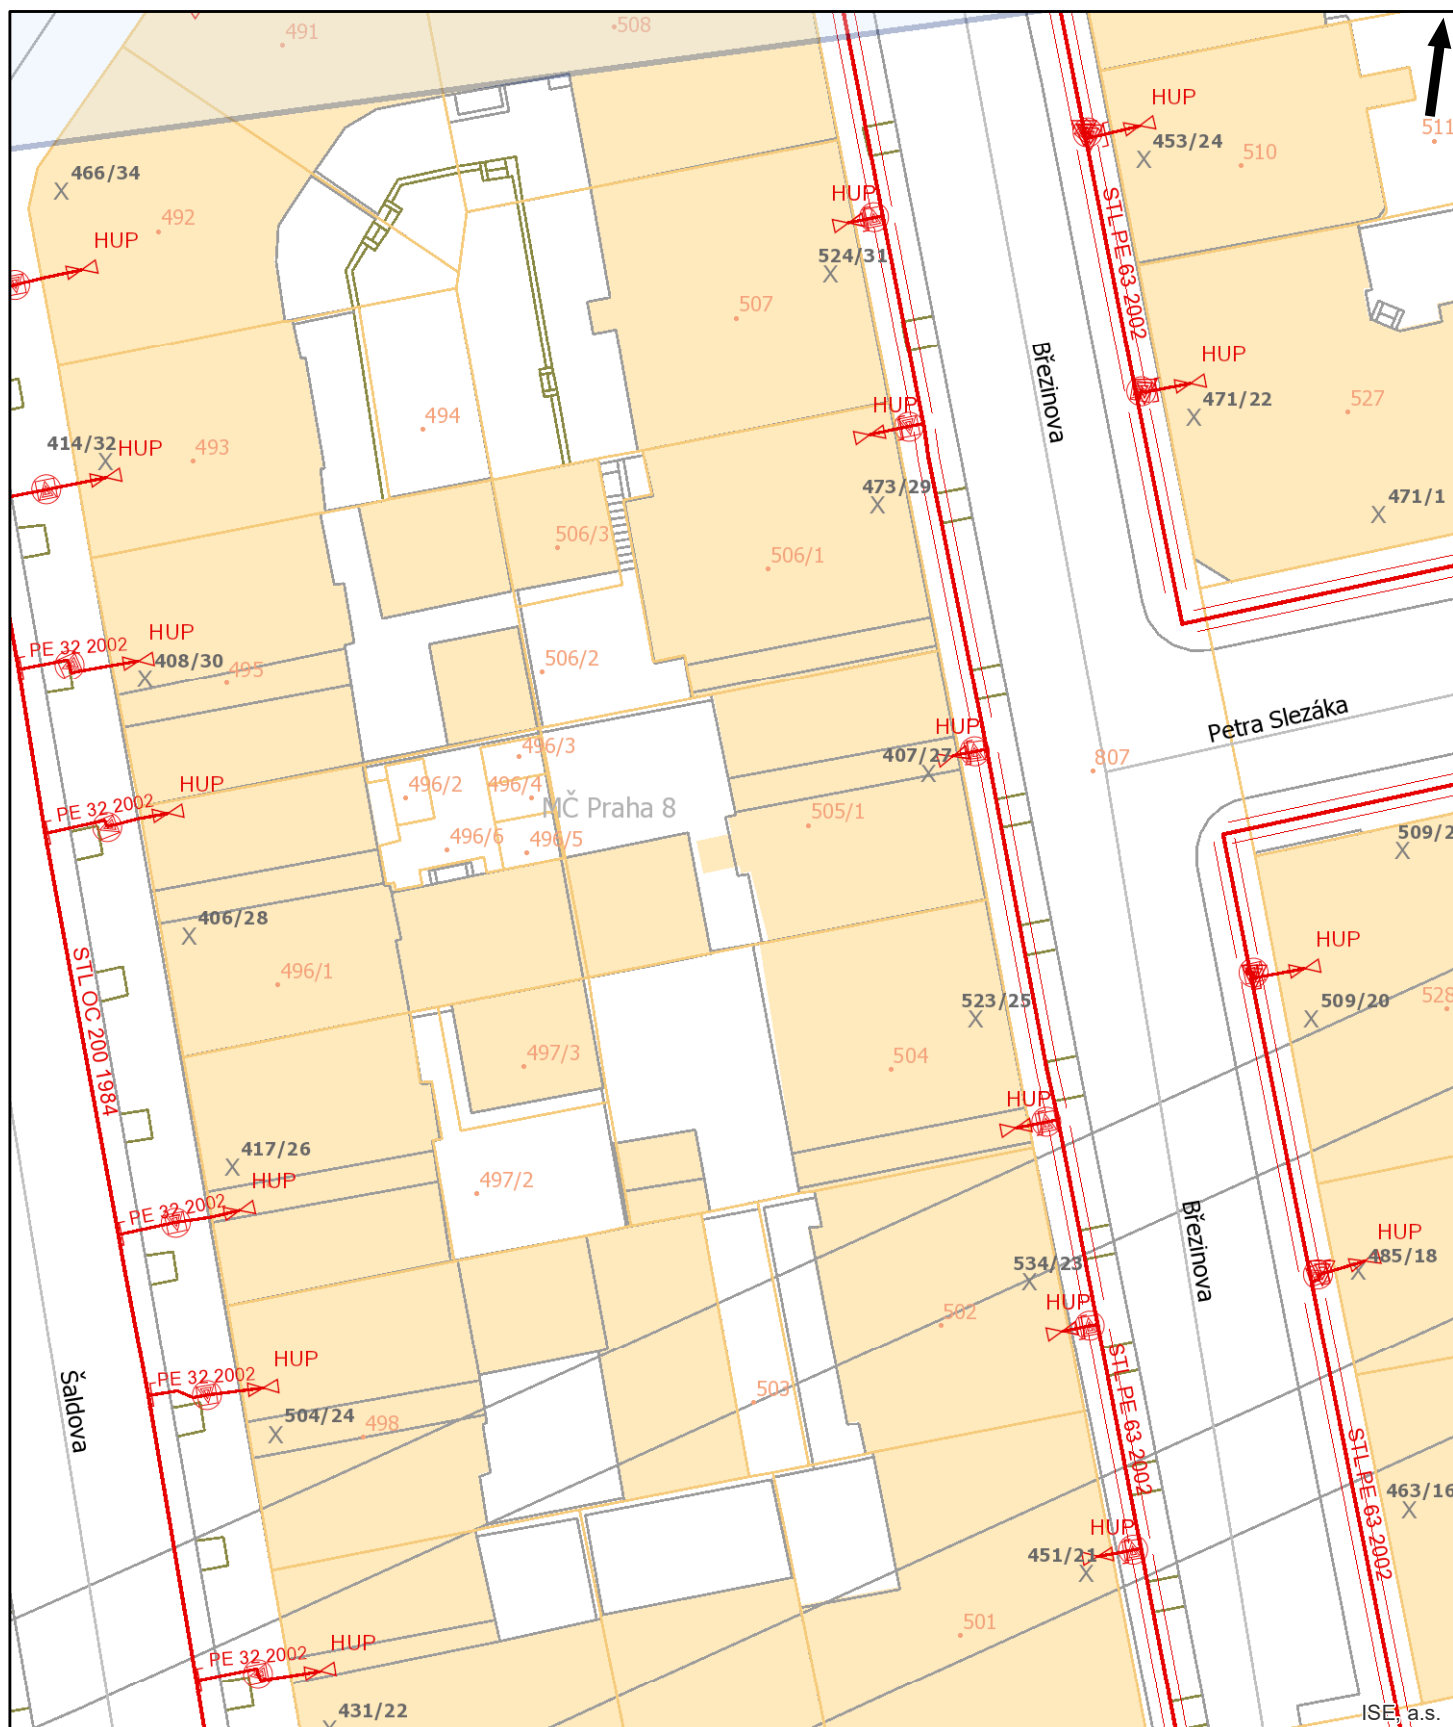 491
508
HUP
453/24
510
511
466/34
492
HUP
HUP
524/31
507
STL PE 63 2002
Březinova
HUP
471/22
527
494
HUP
414/32
HUP
493
473/29
471/1
506/3
506/1
PE 32 2002
HUP
408/30
495
506/2
Petra Slezáka
HUP
407/27
807
496/3
496/2
496/4
MČ Praha 8
505/1
PE 32 2002
HUP
496/6
496/5
509/2
406/28
496/1
HUP
523/25
509/20
528
STL OC 200 1984
497/3
504
HUP
417/26
HUP
497/2
PE 32 2002
Březinova
HUP
485/18
534/23
HUP
502
PE 32 2002
HUP
503
STL PE 63 2002
Šaldova
504/24
498
STL PE 63 2002
463/16
HUP
451/21
501
PE 32 2002
HUP
431/22
ISE, a.s.